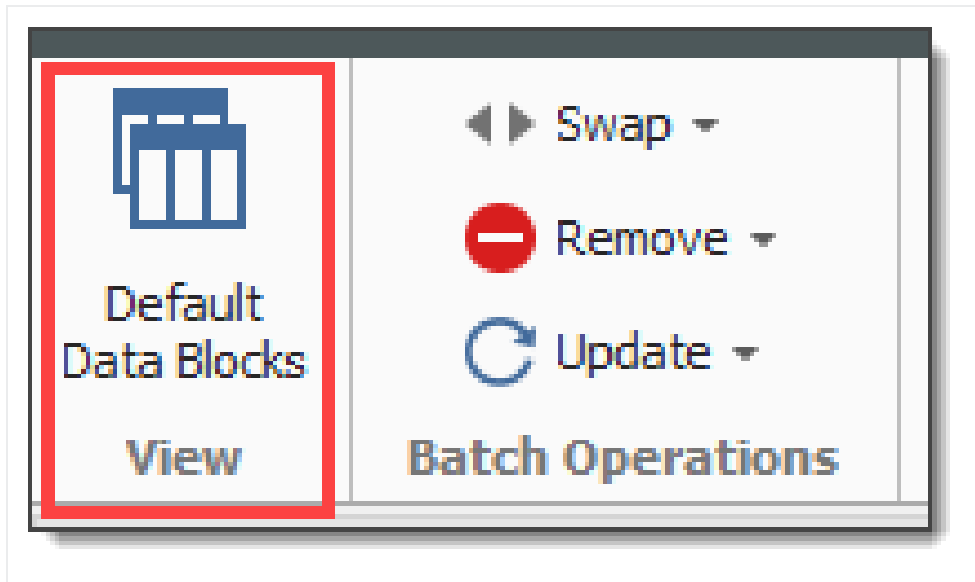 Default
Data Blocks
View
Swap
Remove
Update
Batch Operations